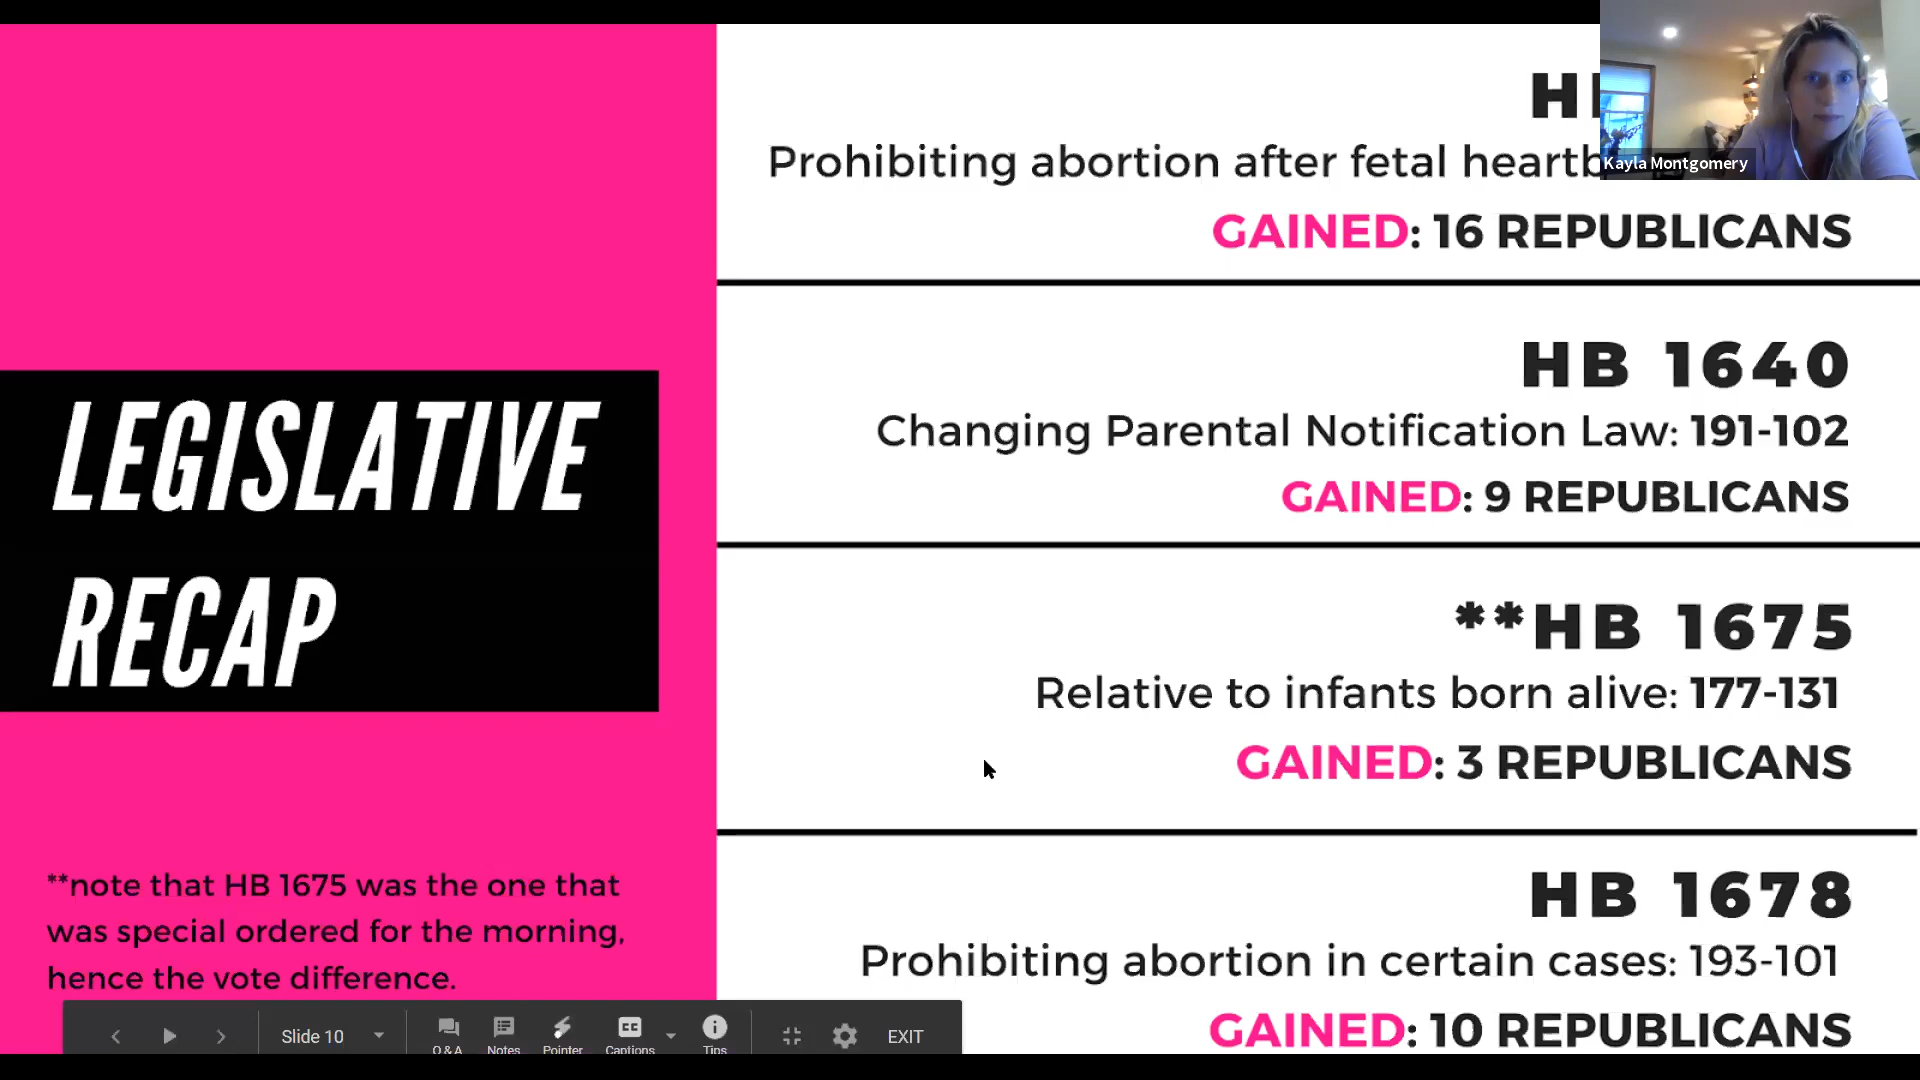 LEGISLATIVE
RECAP
**note that HB 1675 was the one that
was special ordered for the morning,
hence the vote difference.
Prohibiting abortion after fetal
GAINED: 16 REPUBLICANS
HB 1640
Changing Parental Notification Law: 191-102
GAINED: 9 REPUBLICANS
**HB 1675
Relative to infants born alive: 177-131
GAINED: 3 REPUBLICANS
HB 1678
Prohibiting abortion in certain cases: 193-101
GAINED: 10 REPUBLICANS
Kayla Montgomery
Slide 10
Q & A
Notes
Pointer
CC
Captions
Tips
EXIT